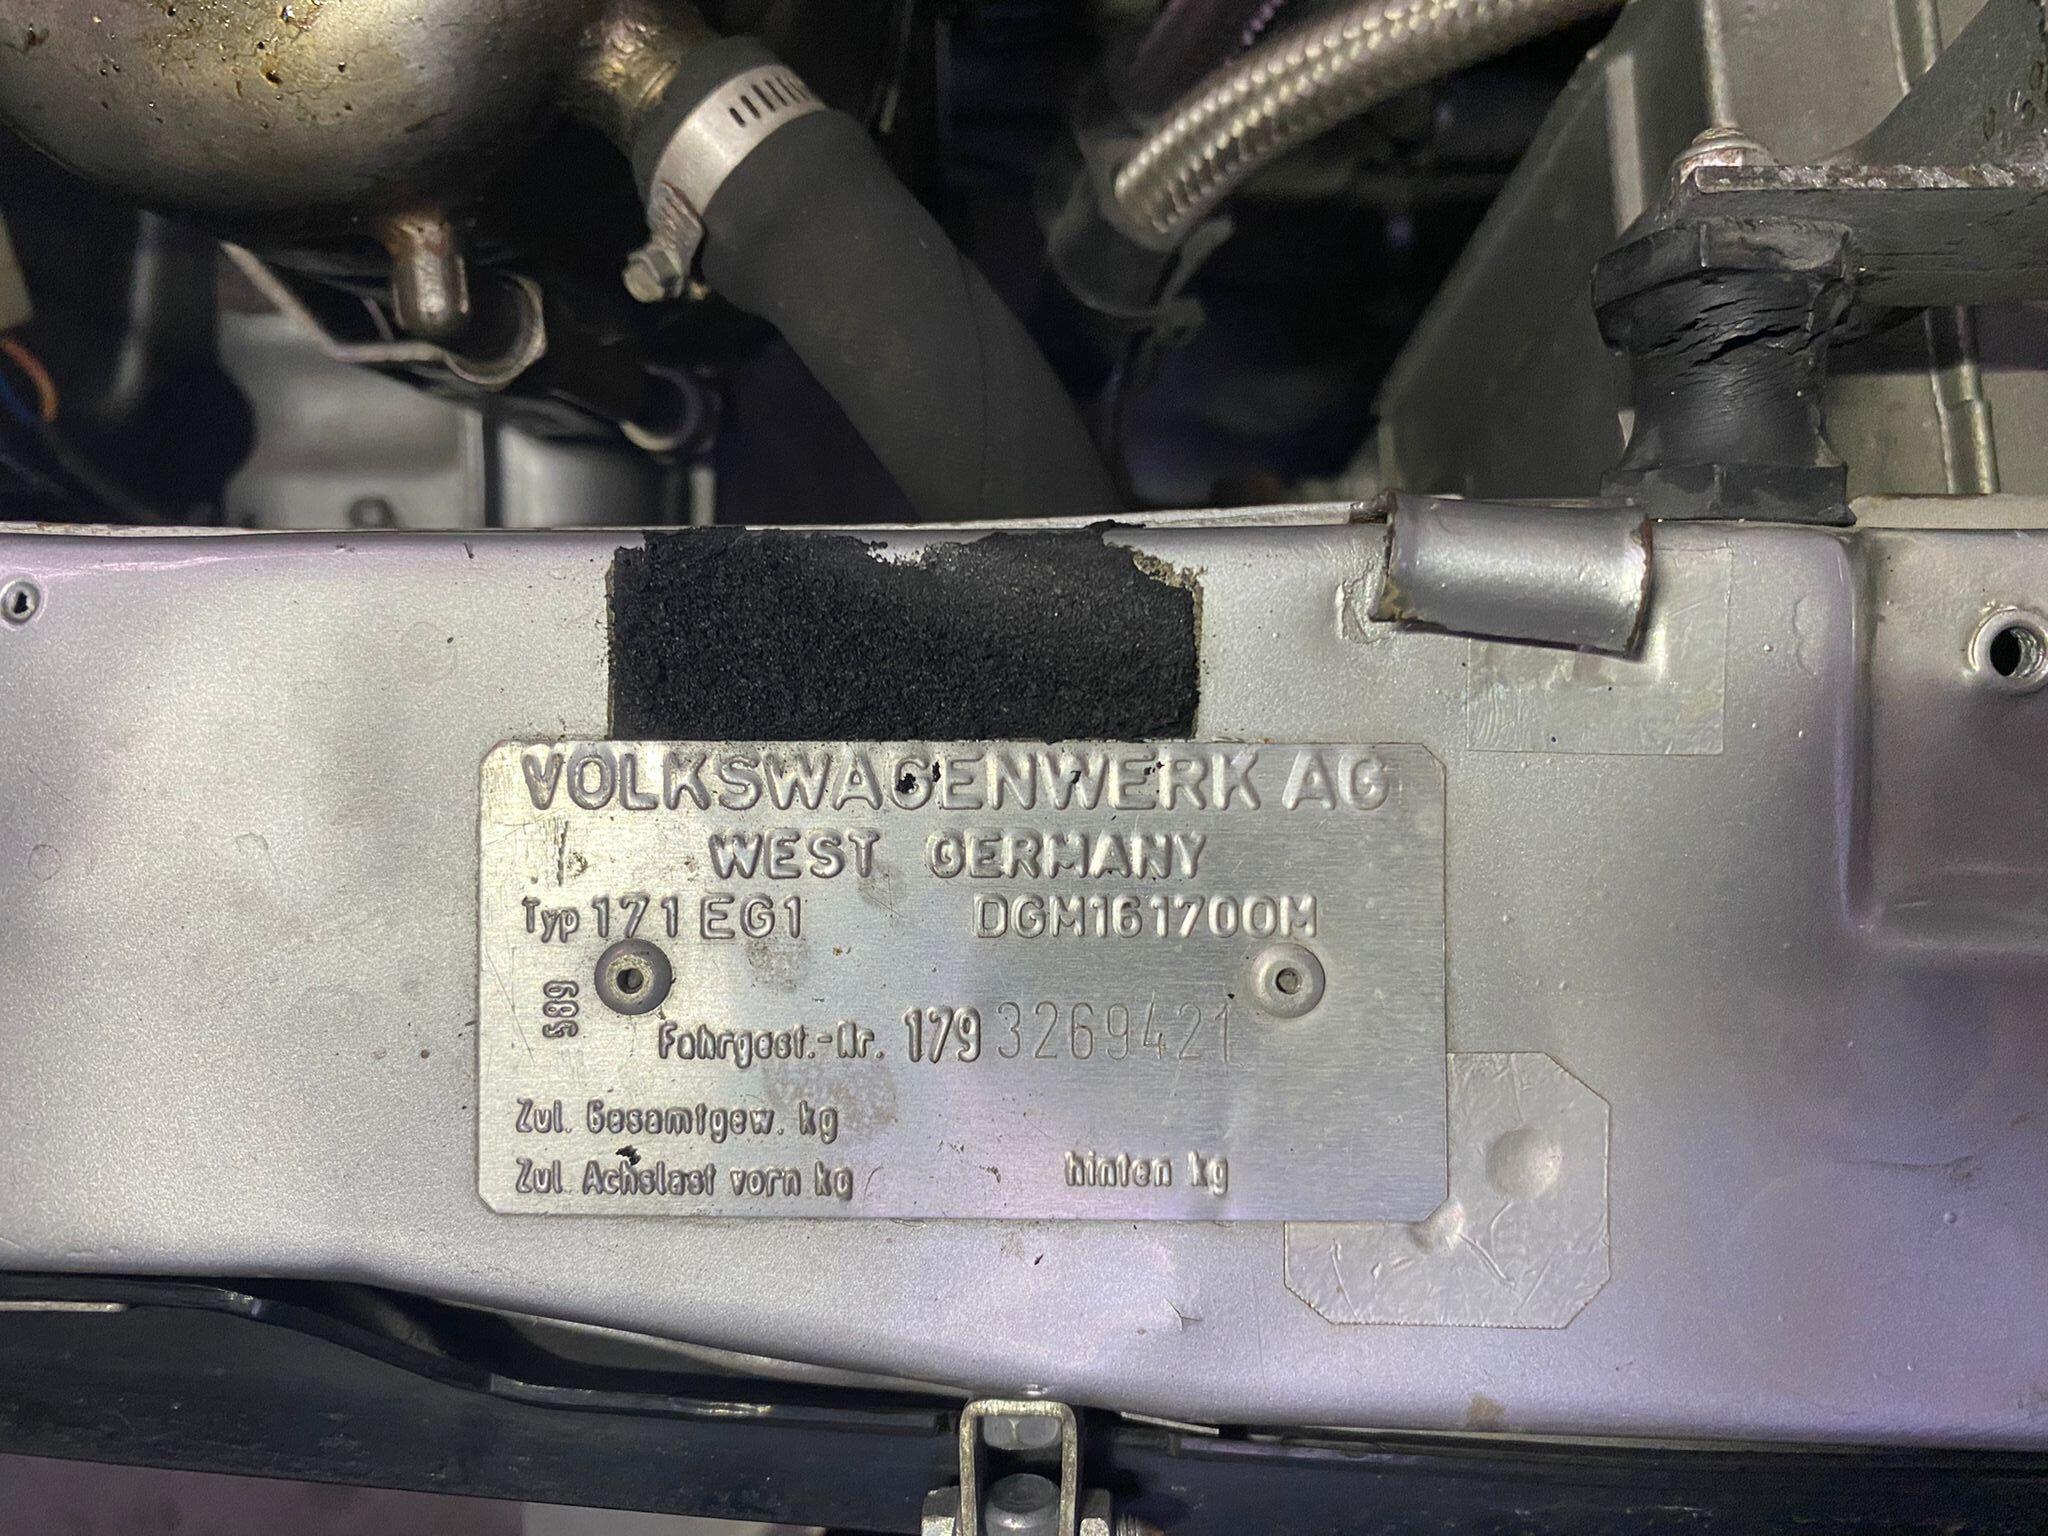 VOLKSWAGENWERK AG
WEST GERMANY
Typ 171 EG1 DGM161700M
589
Fahrgest.-Nr. 179 3269421
Zul. Gesamtgew. kg
Zul. Achslast vorn kg hinten kg